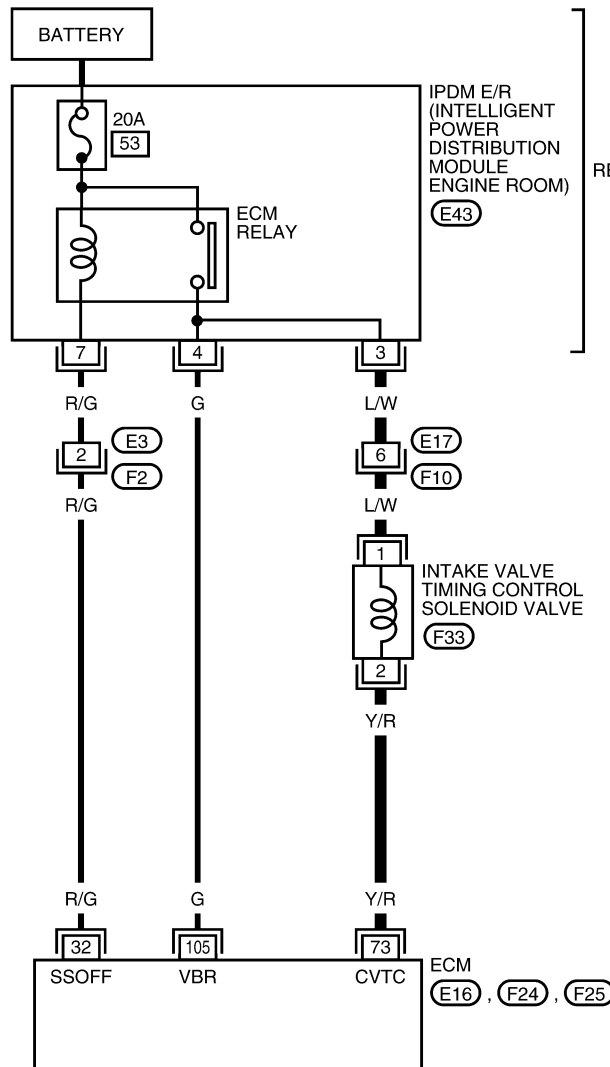 BATTERY
20A
53
IPDM E/R
(INTELLIGENT
POWER
DISTRIBUTION
MODULE
ENGINE ROOM)
E43
ECM
RELAY
7
4
3
R/G
G
L/W
2
E3
F2
6
E17
F10
R/G
L/W
1
INTAKE VALVE
TIMING CONTROL
SOLENOID VALVE
F33
2
Y/R
R/G
G
Y/R
32
105
73
SSOFF
VBR
CVTC
ECM
E16 , F24 , F25